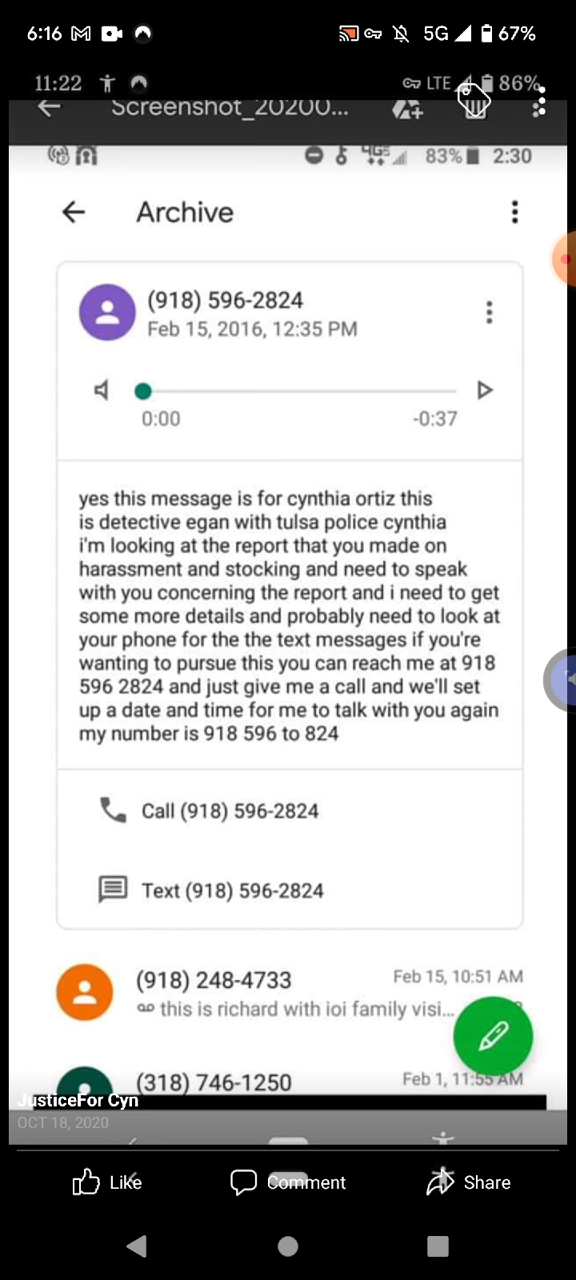 6:16 5G 67%
11:22 LTE 86%
Screenshot_20200...
4G 83% 2:30
Archive
(918) 596-2824
Feb 15, 2016, 12:35 PM
0:00 -0:37
yes this message is for cynthia ortiz this
is detective egan with tulsa police cynthia
i'm looking at the report that you made on
harassment and stocking and need to speak
with you concerning the report and i need to get
some more details and probably need to look at
your phone for the the text messages if you're
wanting to pursue this you can reach me at 918
596 2824 and just give me a call and we'll set
up a date and time for me to talk with you again
my number is 918 596 to 824
Call (918) 596-2824
Text (918) 596-2824
(918) 248-4733 Feb 15, 10:51 AM
this is richard with ioi family visi...
(318) 746-1250 Feb 1, 11:55 AM
JusticeFor Cyn
OCT 18, 2020
Like Comment Share